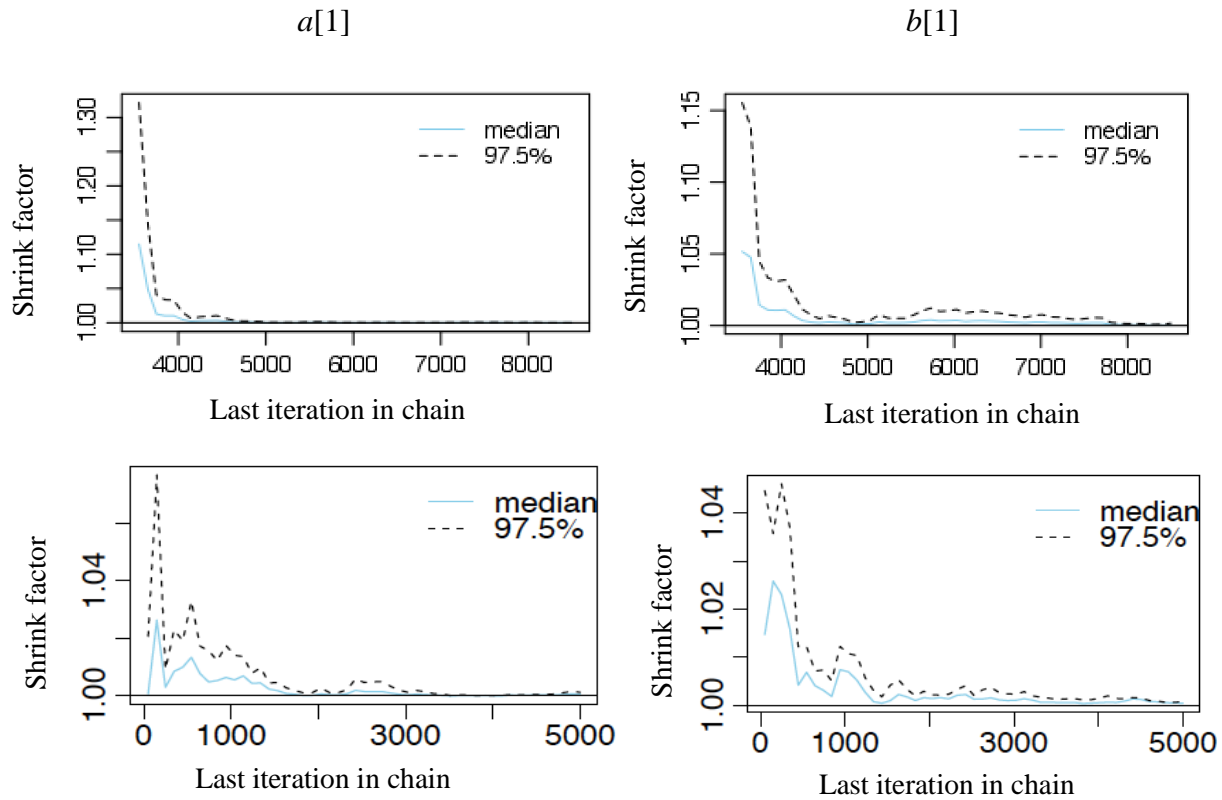 a[1]
b[1]
Shrink factor
1.00 1.10 1.20 1.30
median
97.5%
4000 5000 6000 7000 8000
Last iteration in chain
Shrink factor
1.00 1.05 1.10 1.15
median
97.5%
4000 5000 6000 7000 8000
Last iteration in chain
Shrink factor
1.00 1.04
median
97.5%
0 1000 3000 5000
Last iteration in chain
Shrink factor
1.00 1.02 1.04
median
97.5%
0 1000 3000 5000
Last iteration in chain